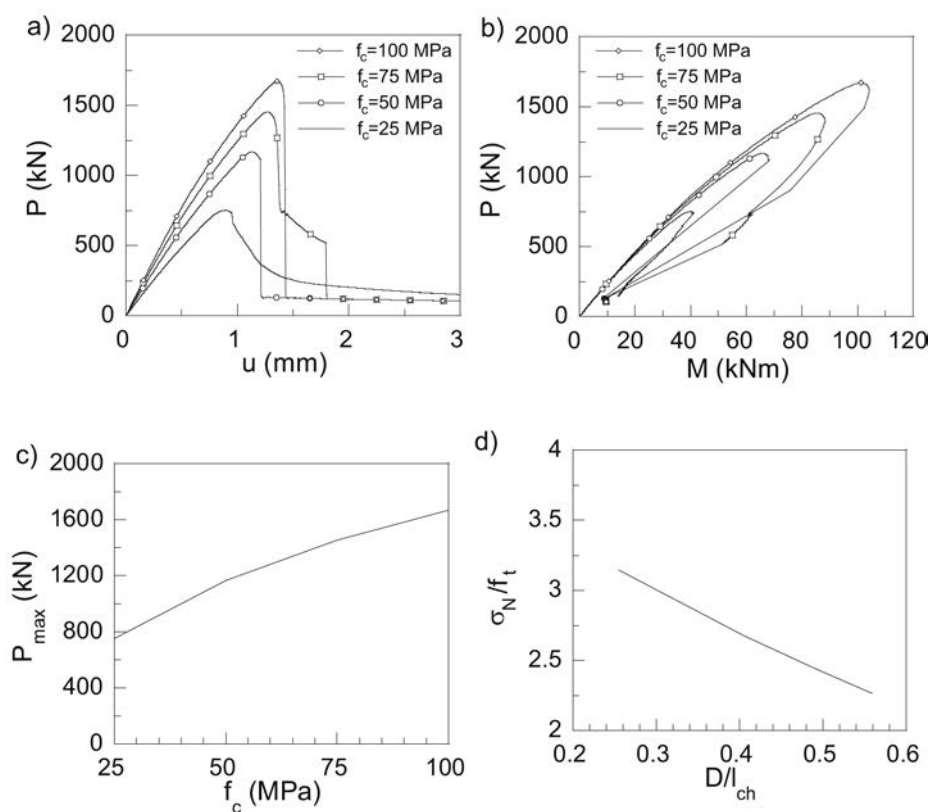 a)
2000
1500
1000
500
0
P (kN)
f_c=100 MPa
f_c=75 MPa
f_c=50 MPa
f_c=25 MPa
0 1 2 3
u (mm)
b)
2000
1500
1000
500
0
P (kN)
f_c=100 MPa
f_c=75 MPa
f_c=50 MPa
f_c=25 MPa
0 20 40 60 80 100 120
M (kNm)
c)
2000
1600
1200
800
400
0
P_max (kN)
25 50 75 100
f_c (MPa)
d)
4
3.5
3
2.5
2
σ_N/f_t
0.2 0.3 0.4 0.5 0.6
D/l_ch